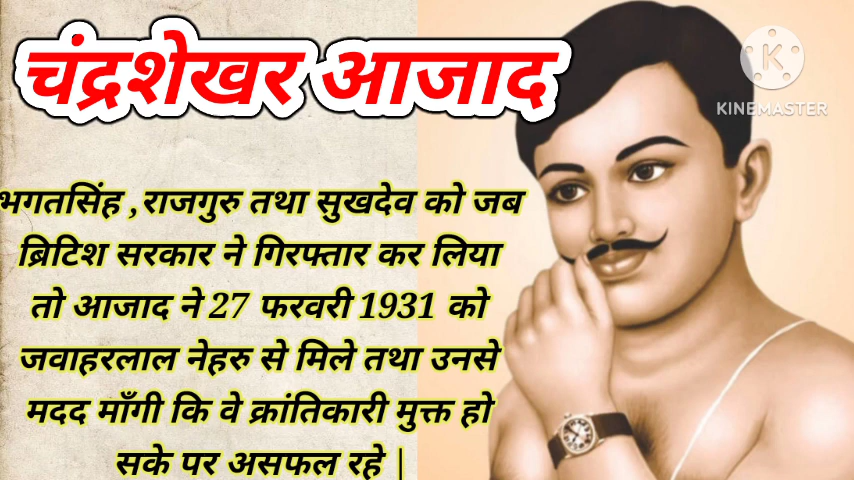 चंद्रशेखर आजाद
KINEMASTER
भगतसिंह ,राजगुरु तथा सुखदेव को जब
ब्रिटिश सरकार ने गिरफ्तार कर लिया
तो आजाद ने 27 फरवरी 1931 को
जवाहरलाल नेहरु से मिले तथा उनसे
मदद माँगी कि वे क्रांतिकारी मुक्त हो
सके पर असफल रहे |